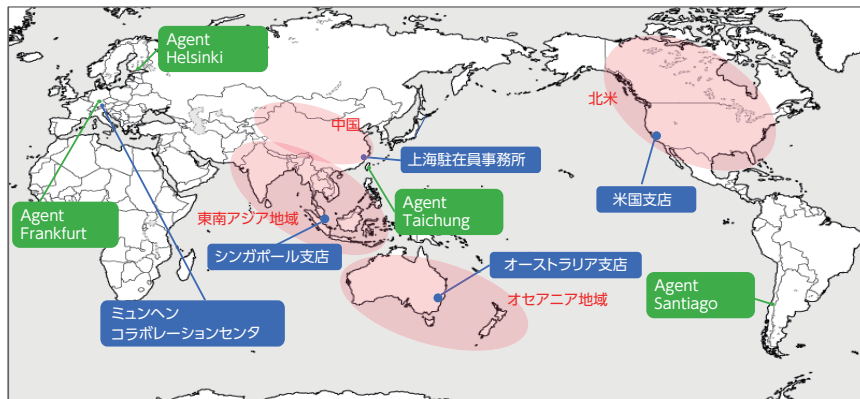 Agent
Helsinki
中国
北米
上海駐在員事務所
米国支店
Agent
Frankfurt
東南アジア地域
Agent
Taichung
シンガポール支店
オーストラリア支店
オセアニア地域
Agent
Santiago
ミュンヘン
コラボレーションセンタ